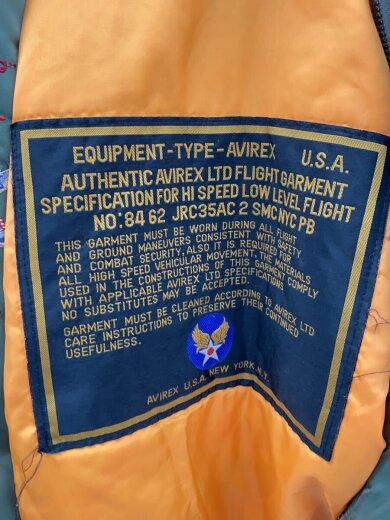 EQUIPMENT-TYPE-AVIREX U.S.A.
AUTHENTIC AVIREX LTD FLIGHT GARMENT
SPECIFICATION FOR HI SPEED LOW LEVEL FLIGHT
NO: 84 62 JRC35AC 2 SMCNYC PB
THIS GARMENT MUST BE WORN DURING ALL FLIGHT
AND GROUND MANEUVERS CONSISTENT WITH SAFETY
AND COMBAT SECURITY. ALSO IT IS REQUIRED FOR
ALL HIGH SPEED VEHICULAR MOVEMENT, THE MATERIALS
USED IN THE CONSTRUCTIONS OF THIS GARMENT COMPLY
WITH APPLICABLE AVIREX LTD SPECIFICATIONS
NO SUBSTITUTES MAY BE ACCEPTED.
GARMENT MUST BE CLEANED ACCORDING TO AVIREX LTD
CARE INSTRUCTIONS TO PRESERVE THEIR CONTINUED
USEFULNESS.
AVIREX U.S.A. NEW YORK, N.Y.